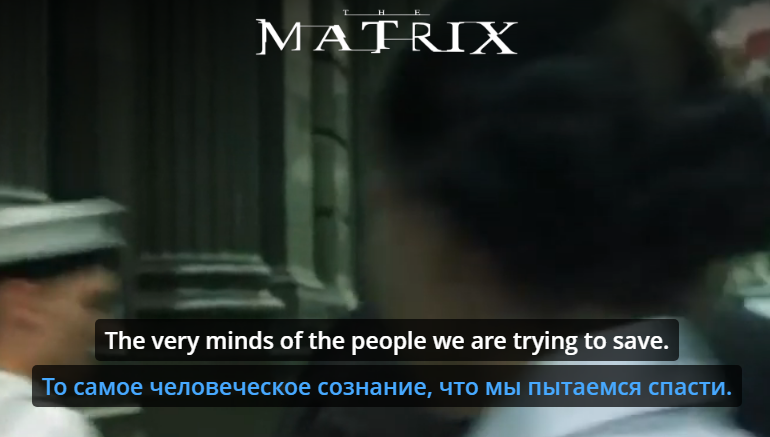 THE
MATRIX
The very minds of the people we are trying to save.
То самое человеческое сознание, что мы пытаемся спасти.